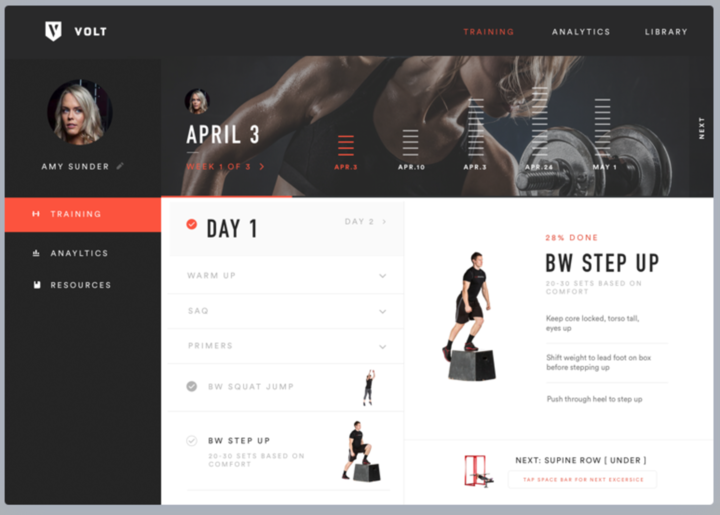 VOLT
TRAINING
ANALYTICS
LIBRARY
AMY SUNDER
APRIL 3
WEEK 1 OF 3
APR.3
APR.10
APR.3
APR.24
MAY 1
NEXT
TRAINING
ANAYLTICS
RESOURCES
DAY 1
DAY 2
WARM UP
SAQ
PRIMERS
BW SQUAT JUMP
BW STEP UP
20-30 SETS BASED ON
COMFORT
28% DONE
BW STEP UP
20-30 SETS BASED ON
COMFORT
Keep core locked, torso tall,
eyes up
Shift weight to lead foot on box
before stepping up
Push through heel to step up
NEXT: SUPINE ROW [ UNDER ]
TAP SPACE BAR FOR NEXT EXCERSICE